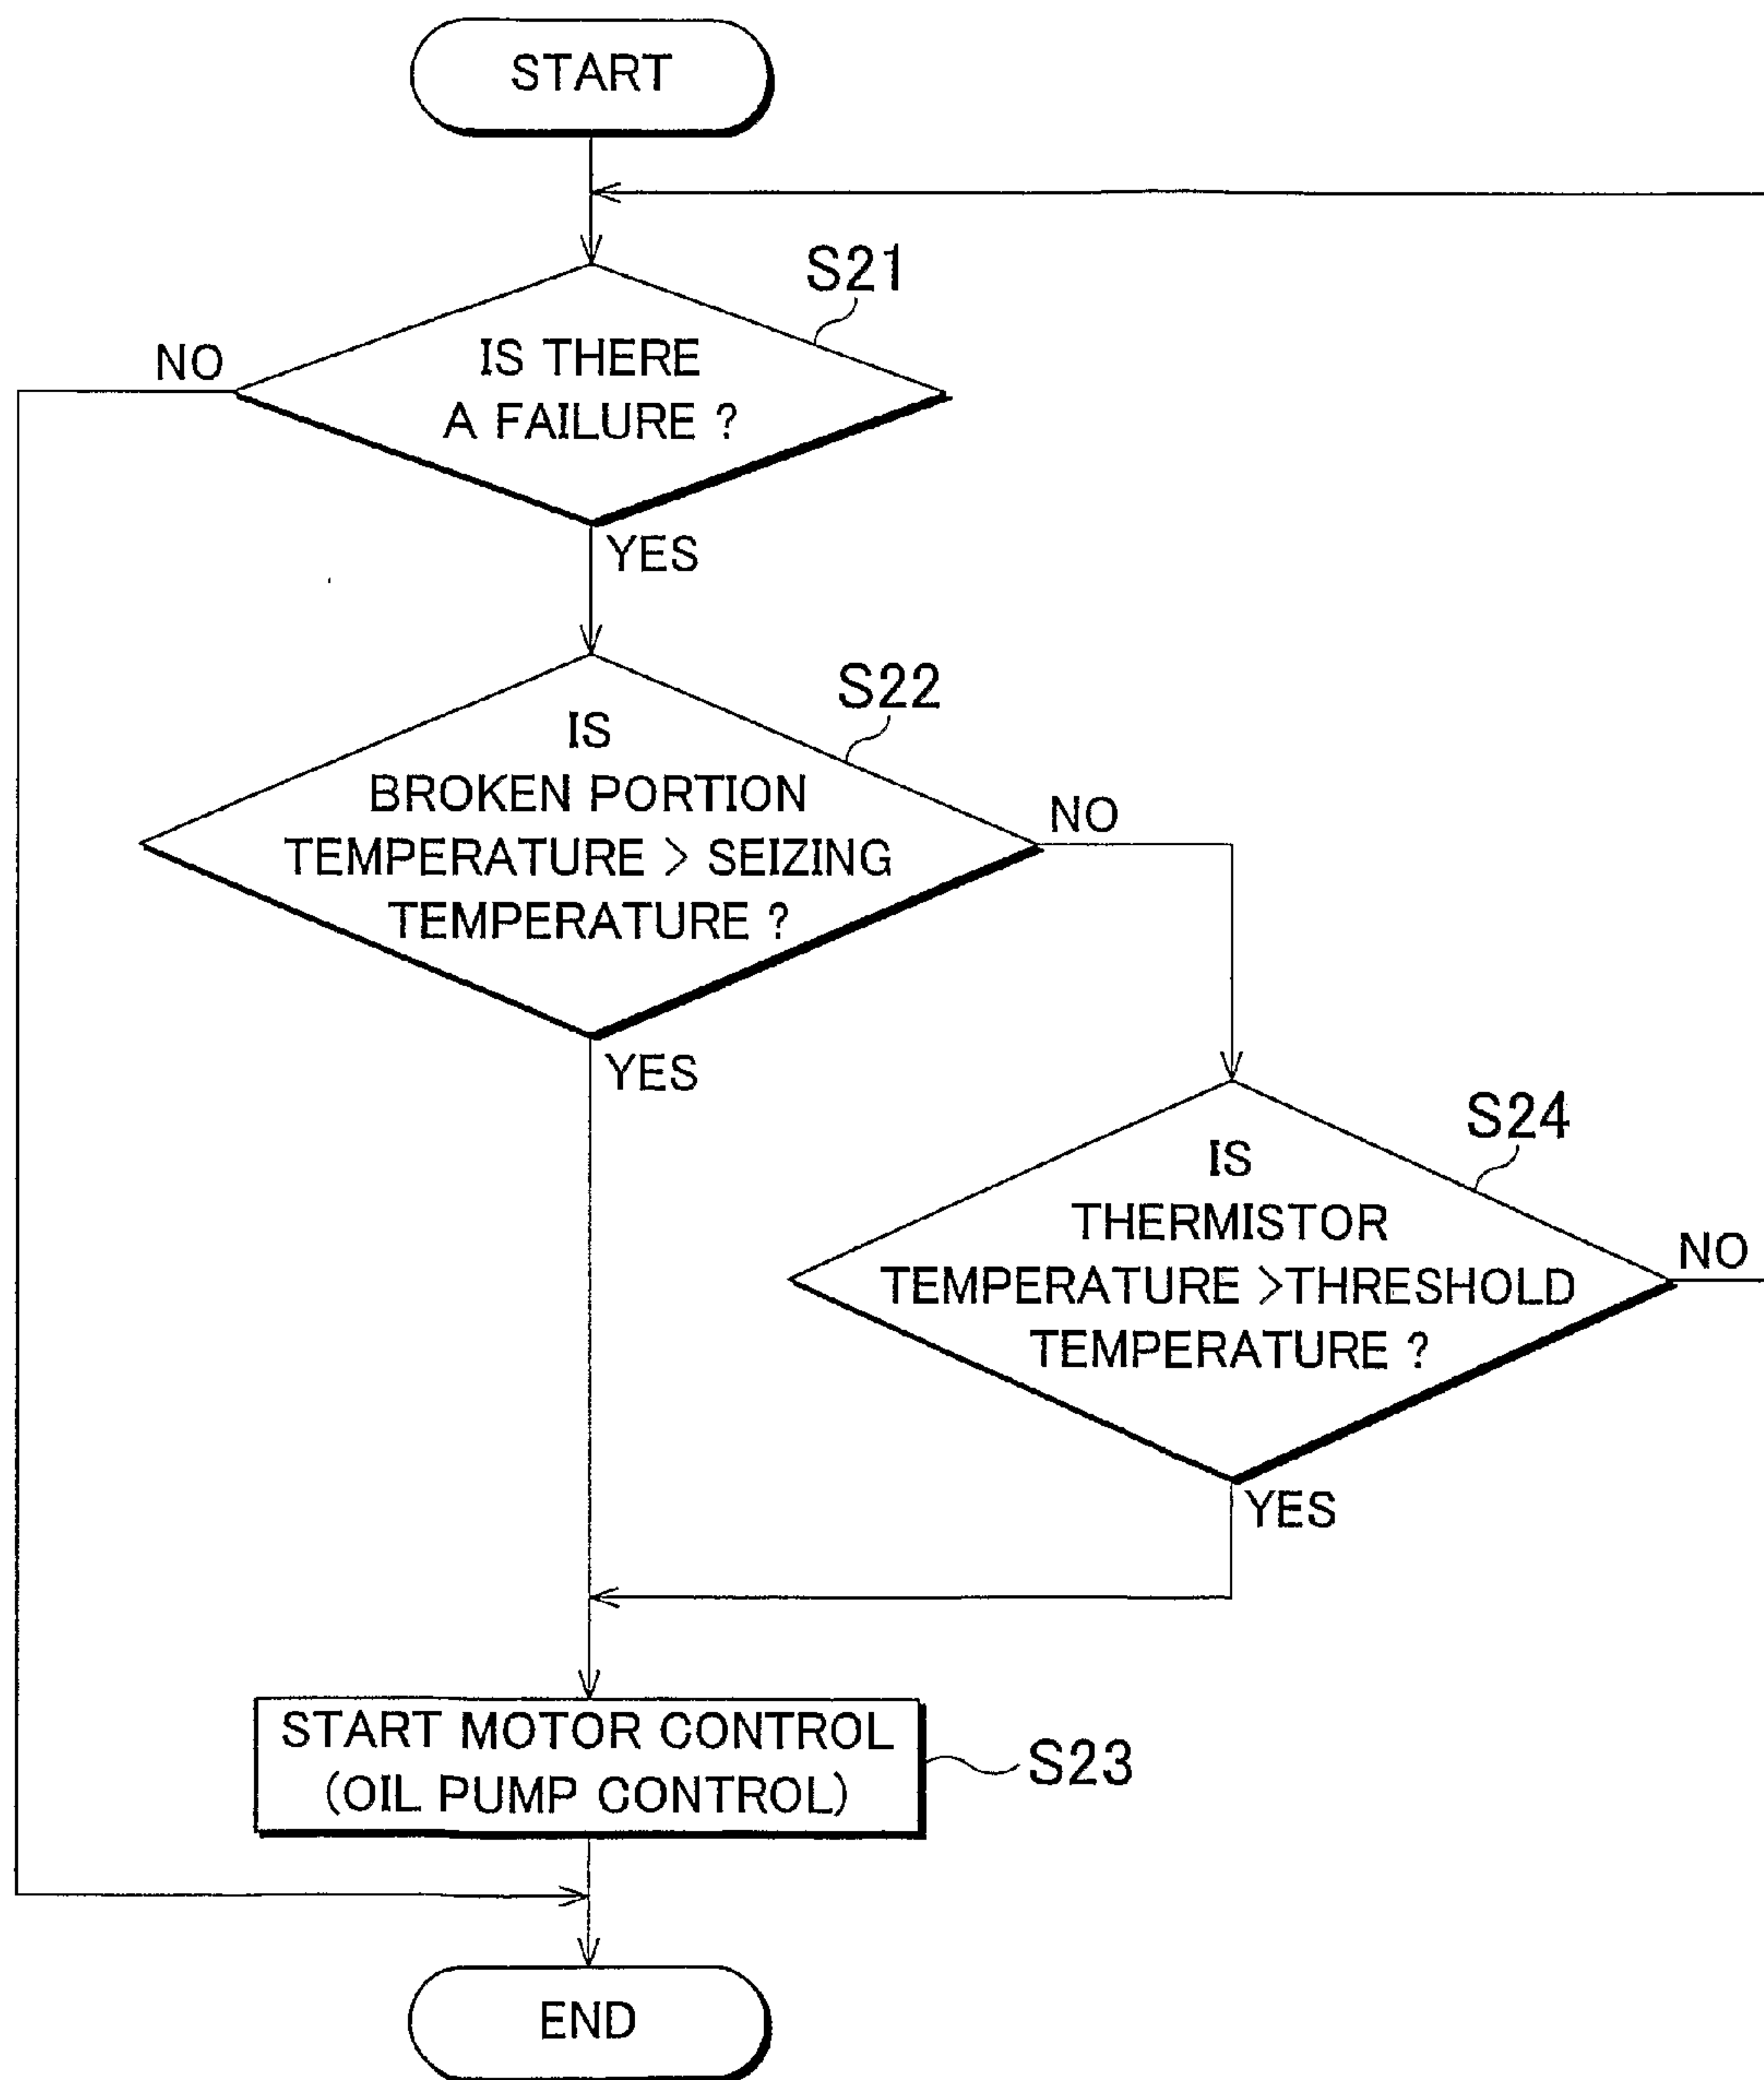 START
S21
NO
IS THERE
A FAILURE ?
YES
S22
IS
BROKEN PORTION
TEMPERATURE > SEIZING
TEMPERATURE ?
NO
YES
S24
IS
THERMISTOR
TEMPERATURE >THRESHOLD
TEMPERATURE ?
NO
YES
START MOTOR CONTROL
(OIL PUMP CONTROL)
S23
END